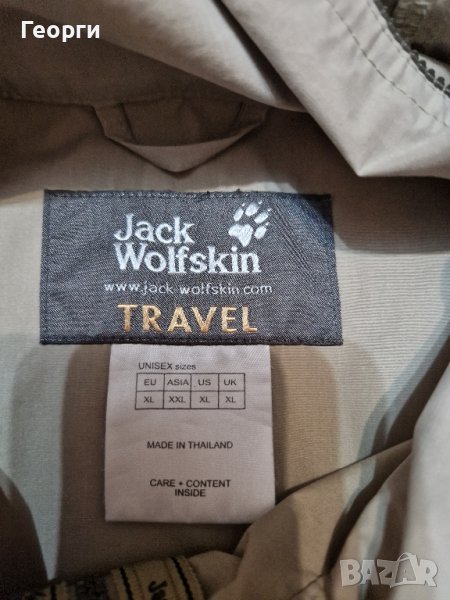 Георги
Jack
Wolfskin
www.jack-wolfskin.com
TRAVEL
UNISEX sizes
EU ASIA US UK
XL XXL XL XL
MADE IN THAILAND
CARE + CONTENT
INSIDE
BAZAR